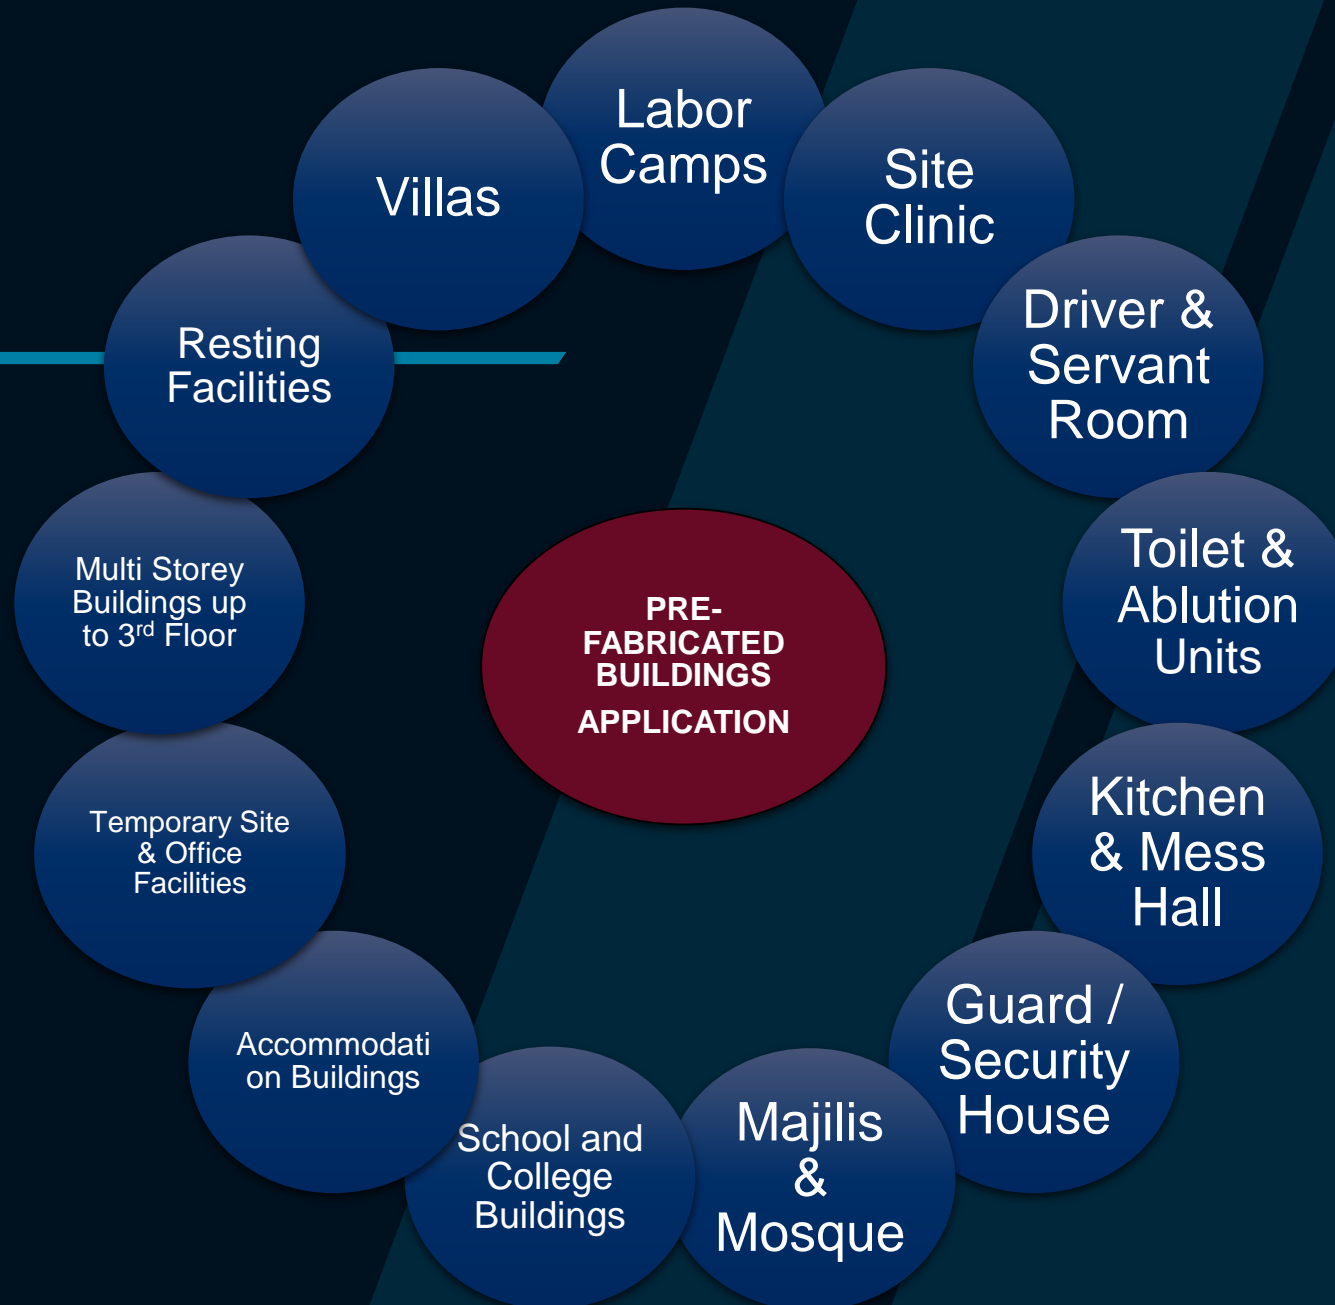 Labor
Camps
Site
Clinic
Driver &
Servant
Room
Toilet &
Ablution
Units
Kitchen
& Mess
Hall
Guard /
Security
House
Majilis
&
Mosque
School and
College
Buildings
Accommodati
on Buildings
Temporary Site
& Office
Facilities
Multi Storey
Buildings up
to 3rd Floor
Resting
Facilities
Villas
PRE-
FABRICATED
BUILDINGS
APPLICATION